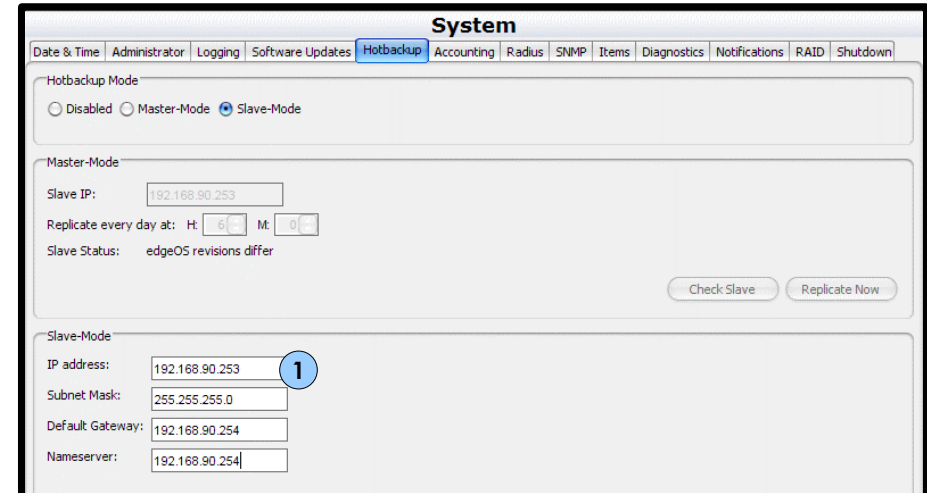 System
Date & Time Administrator Logging Software Updates Hotbackup Accounting Radius SNMP Items Diagnostics Notifications RAID Shutdown
Hotbackup Mode
Disabled Master-Mode Slave-Mode
Master-Mode
Slave IP: 192.168.90.253
Replicate every day at: H: 6 M: 0
Slave Status: edgeOS revisions differ
Check Slave Replicate Now
Slave-Mode
IP address: 192.168.90.253 1
Subnet Mask: 255.255.255.0
Default Gateway: 192.168.90.254
Nameserver: 192.168.90.254